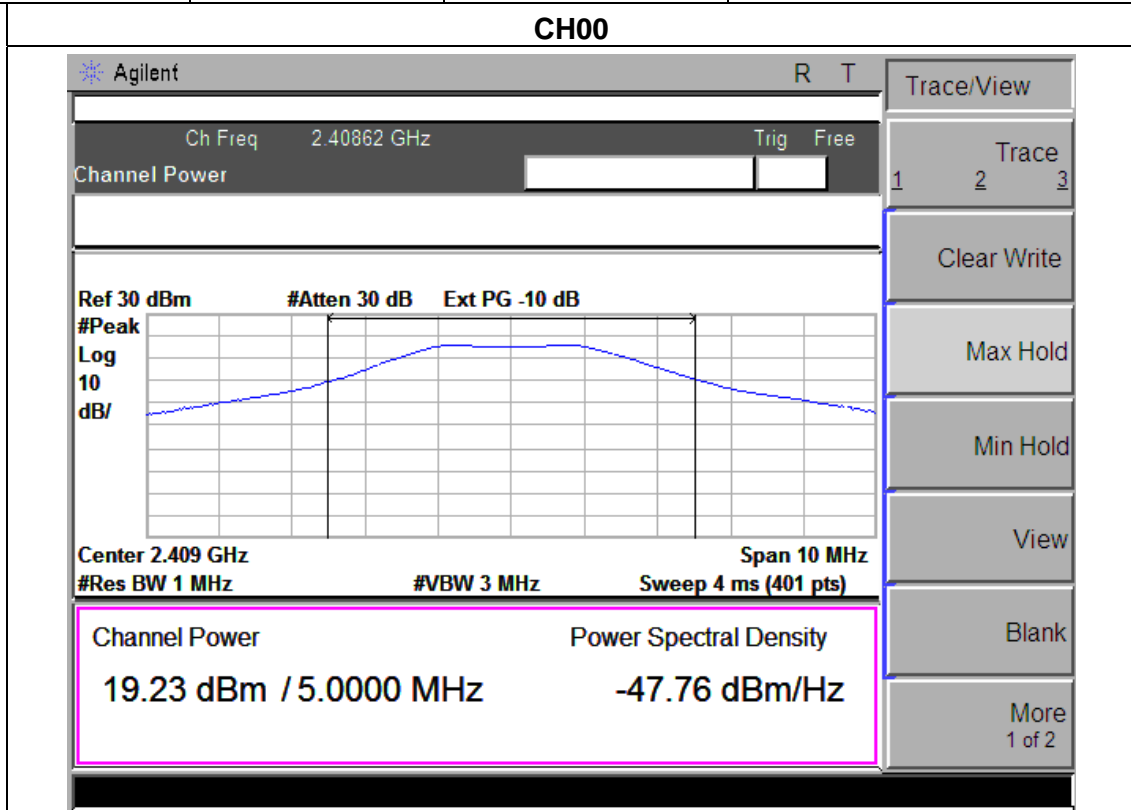 CH00
Agilent R T
Ch Freq 2.40862 GHz Trig Free
Channel Power
Ref 30 dBm #Atten 30 dB Ext PG -10 dB
#Peak
Log
10
dB/
Center 2.409 GHz Span 10 MHz
#Res BW 1 MHz #VBW 3 MHz Sweep 4 ms (401 pts)
Channel Power Power Spectral Density
19.23 dBm / 5.0000 MHz -47.76 dBm/Hz
Trace/View
Trace
1 2 3
Clear Write
Max Hold
Min Hold
View
Blank
More
1 of 2